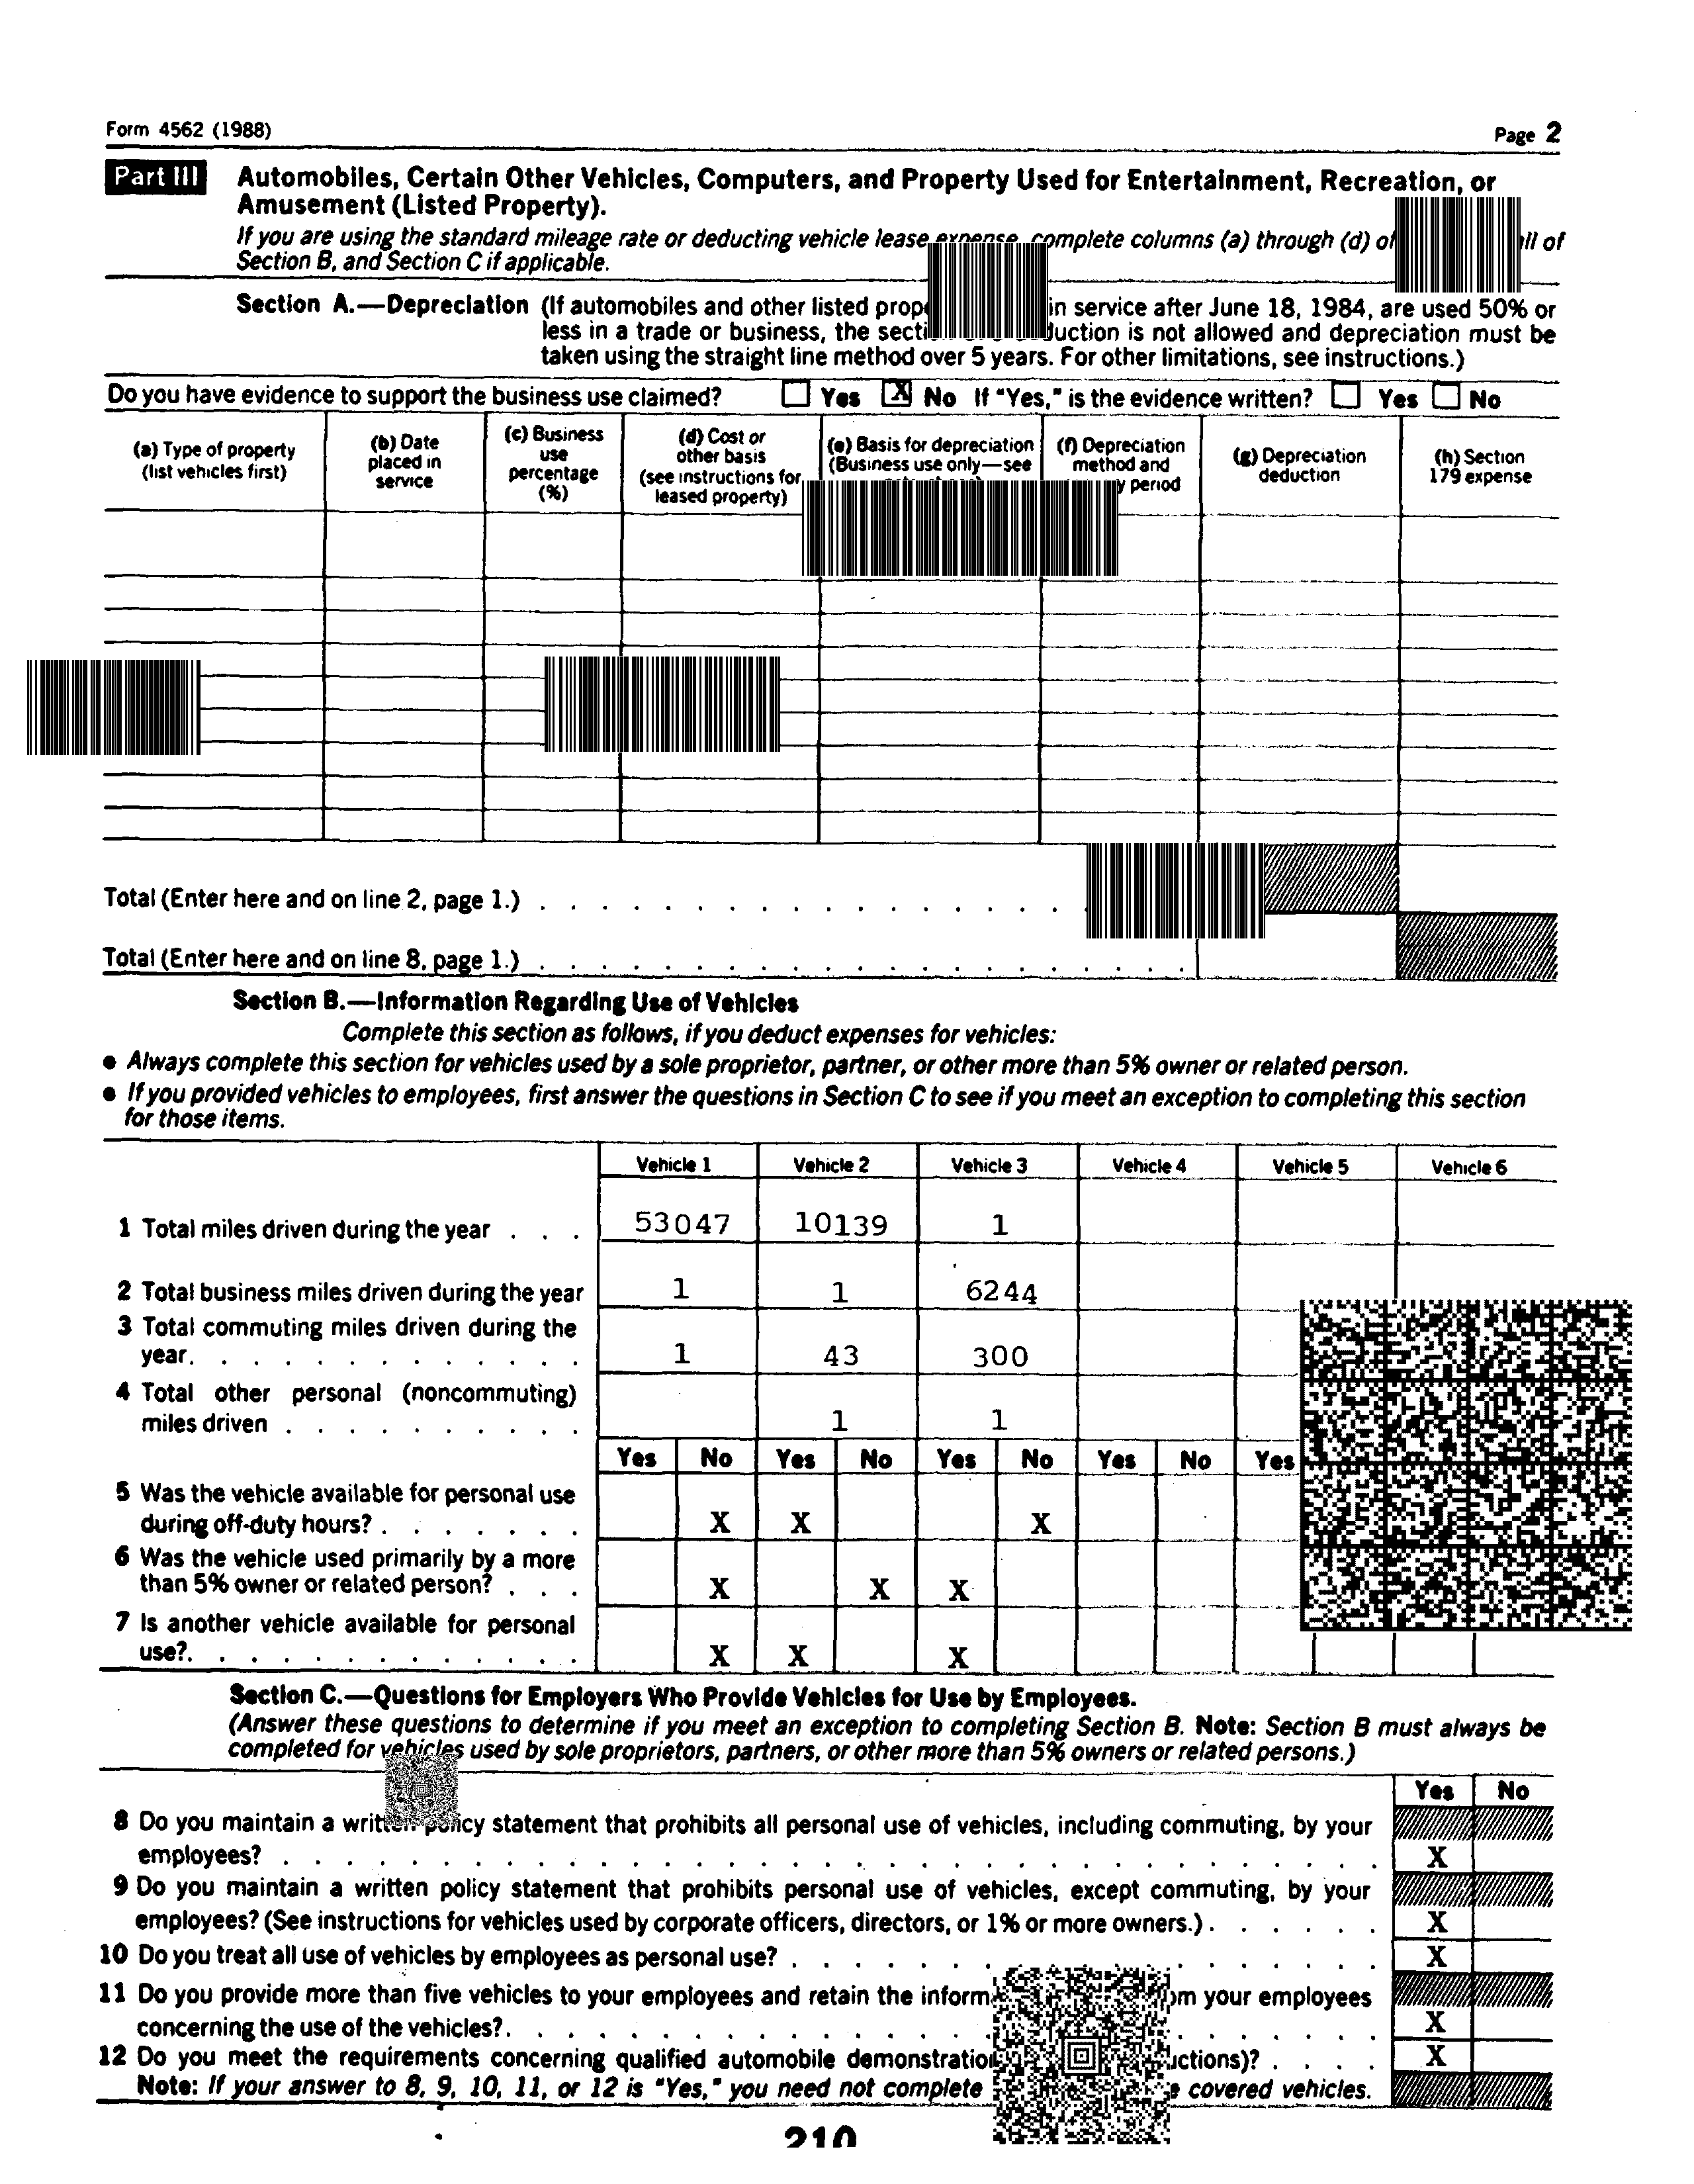 Form 4562 (1988)
Page 2
Part III Automobiles, Certain Other Vehicles, Computers, and Property Used for Entertainment, Recreation, or
Amusement (Listed Property).
If you are using the standard mileage rate or deducting vehicle lease expense, complete columns (a) through (d) of all of
Section B, and Section C if applicable.
Section A.—Depreciation (If automobiles and other listed in service after June 18, 1984, are used 50% or
less in a trade or business, the is not allowed and depreciation must be
taken using the straight line method over 5 years. For other limitations, see instructions.)
Do you have evidence to support the business use claimed? Yes X No If "Yes," is the evidence written? Yes No
(a) Type of property
(list vehicles first)
(b) Date
placed in
service
(c) Business
use
percentage
(%)
(d) Cost or
other basis
(see instructions for
leased property)
(e) Basis for depreciation
(Business use only—see
(f) Depreciation
method and
period
(g) Depreciation
deduction
(h) Section
179 expense
Total (Enter here and on line 2, page 1.) . . . . . . . . . . . . . . . . . .
Total (Enter here and on line 8, page 1.) . . . . . . . . . . . . . . . . . . . . .
Section B.—Information Regarding Use of Vehicles
Complete this section as follows, if you deduct expenses for vehicles:
● Always complete this section for vehicles used by a sole proprietor, partner, or other more than 5% owner or related person.
● If you provided vehicles to employees, first answer the questions in Section C to see if you meet an exception to completing this section
for those items.
Vehicle 1 Vehicle 2 Vehicle 3 Vehicle 4 Vehicle 5 Vehicle 6
1 Total miles driven during the year . . . 53047 10139 1
2 Total business miles driven during the year 1 1 6244
3 Total commuting miles driven during the
year. . . . . . . . . . . . . 1 43 300
4 Total other personal (noncommuting)
miles driven . . . . . . . . . . 1 1
Yes No Yes No Yes No Yes No Yes
5 Was the vehicle available for personal use
during off-duty hours? . . . . . . . X X X
6 Was the vehicle used primarily by a more
than 5% owner or related person? . . . X X X
7 Is another vehicle available for personal
use?. . . . . . . . . . . . . X X X
Section C.—Questions for Employers Who Provide Vehicles for Use by Employees.
(Answer these questions to determine if you meet an exception to completing Section B. Note: Section B must always be
completed for vehicles used by sole proprietors, partners, or other more than 5% owners or related persons.)
Yes No
8 Do you maintain a written policy statement that prohibits all personal use of vehicles, including commuting, by your
employees? . . . . . . . . . . . . . . . . . . . . . . . . . . . . . . . . . . . X
9 Do you maintain a written policy statement that prohibits personal use of vehicles, except commuting, by your
employees? (See instructions for vehicles used by corporate officers, directors, or 1% or more owners.) . . . . . . X
10 Do you treat all use of vehicles by employees as personal use? . . . . . . . . . . . . . . X
11 Do you provide more than five vehicles to your employees and retain the your employees
concerning the use of the vehicles?. . . . . . . . . . . . . . . . . . . . . . . X
12 Do you meet the requirements concerning qualified automobile . . . . X
Note: If your answer to 8, 9, 10, 11, or 12 is "Yes," you need not complete covered vehicles.
210